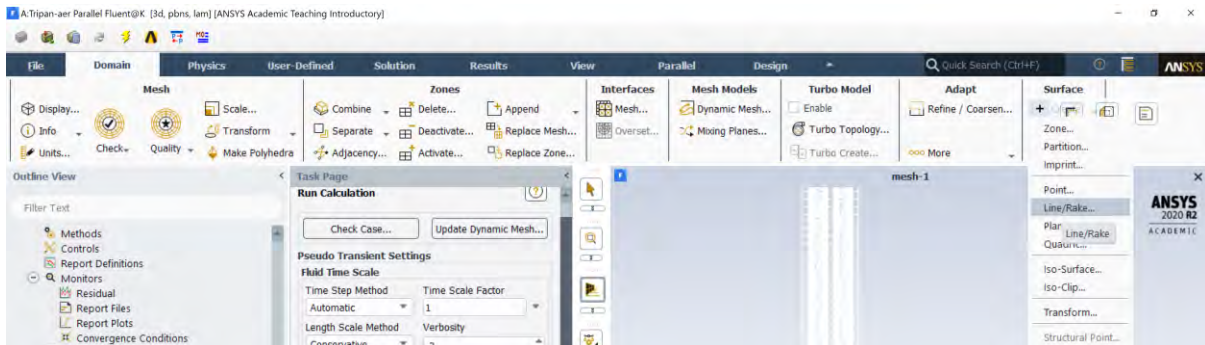 A:Tripan-aer Parallel Fluent@K [3d, pbns, lam] [ANSYS Academic Teaching Introductory]
File Domain Physics User-Defined Solution Results View Parallel Design Quick Search (Ctrl+F) ANSYS
Mesh Zones Interfaces Mesh Models Turbo Model Adapt Surface
Display... Scale... Combine Delete... Append Mesh... Dynamic Mesh... Enable Refine / Coarsen...
Info Transform Separate Deactivate... Replace Mesh... Overset... Mixing Planes... Turbo Topology... Zone...
Units... Check Quality Make Polyhedra Adjacency... Activate... Replace Zone... Turbo Create... More Partition...
Imprint...
Outline View Task Page mesh-1
Run Calculation
Filter Text
Point...
Line/Rake...
Line/Rake
ANSYS
2020 R2
ACADEMIC
Check Case... Update Dynamic Mesh...
Methods
Controls
Quadric...
Report Definitions
Pseudo Transient Settings
Monitors
Fluid Time Scale
Iso-Surface...
Residual
Time Step Method Time Scale Factor
Iso-Clip...
Report Files
Automatic 1
Report Plots
Transform...
Length Scale Method Verbosity
Convergence Conditions
Conservative
Structural Point...